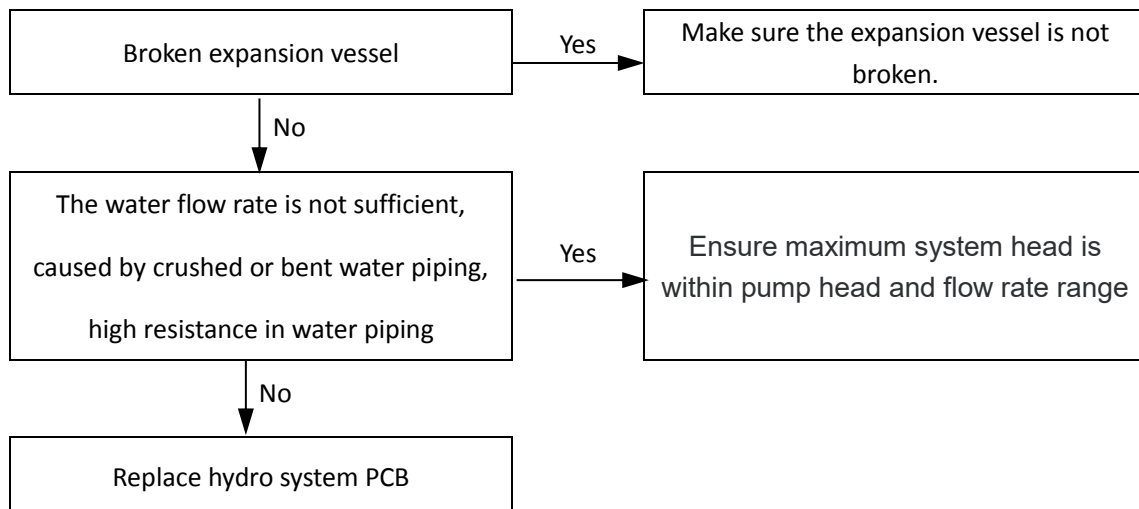 Broken expansion vessel
Yes
Make sure the expansion vessel is not
broken.
No
The water flow rate is not sufficient,
caused by crushed or bent water piping,
high resistance in water piping
Yes
Ensure maximum system head is
within pump head and flow rate range
No
Replace hydro system PCB